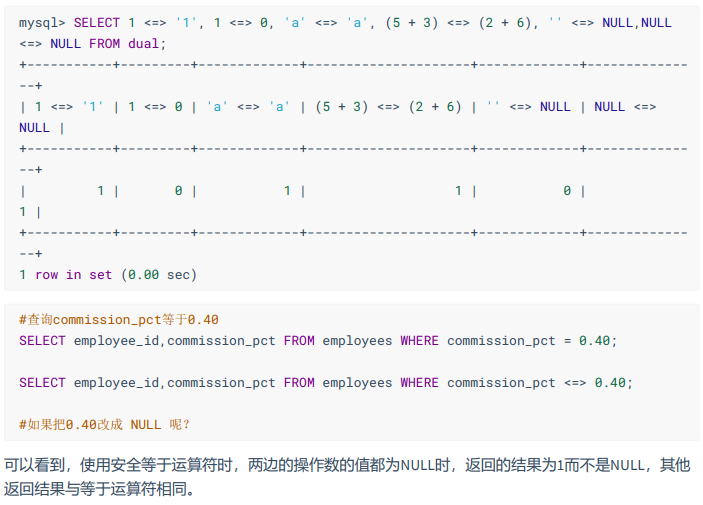 mysql> SELECT 1 <=> '1', 1 <=> 0, 'a' <=> 'a', (5 + 3) <=> (2 + 6), '' <=> NULL,NULL
<=> NULL FROM dual;
+-----------+---------+-------------+---------------------+-------------+-------------
--+
| 1 <=> '1' | 1 <=> 0 | 'a' <=> 'a' | (5 + 3) <=> (2 + 6) | '' <=> NULL | NULL <=>
NULL |
+-----------+---------+-------------+---------------------+-------------+-------------
--+
|         1 |       0 |           1 |                   1 |           0 |
1 |
+-----------+---------+-------------+---------------------+-------------+-------------
--+
1 row in set (0.00 sec)
#查询commission_pct等于0.40
SELECT employee_id,commission_pct FROM employees WHERE commission_pct = 0.40;
SELECT employee_id,commission_pct FROM employees WHERE commission_pct <=> 0.40;
#如果把0.40改成 NULL 呢?
可以看到，使用安全等于运算符时，两边的操作数的值都为NULL时，返回的结果为1而不是NULL，其他
返回结果与等于运算符相同。